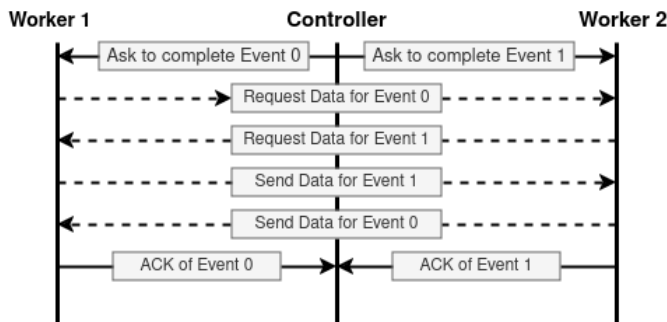 Worker 1 Controller Worker 2
Ask to complete Event 0 Ask to complete Event 1
Request Data for Event 0
Request Data for Event 1
Send Data for Event 1
Send Data for Event 0
ACK of Event 0 ACK of Event 1